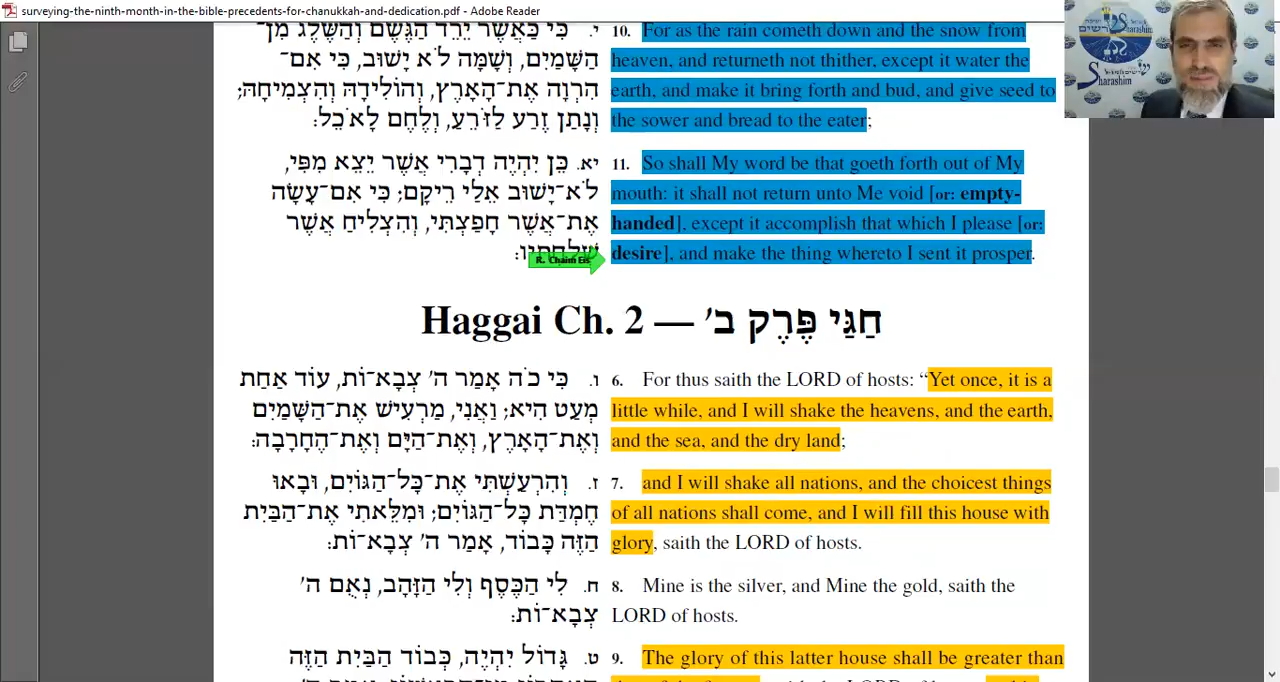 surveying-the-ninth-month-in-the-bible-precedents-for-chanukkah-and-dedication.pdf - Adobe Reader
Sharashim
שרשים
Sharashim
י. כִּי כַּאֲשֶׁר יֵרֵד הַגֶּשֶׁם וְהַשֶּׁלֶג מִן־
הַשָּׁמַיִם, וְשָׁמָּה לֹא יָשׁוּב, כִּי אִם־
הִרְוָה אֶת־הָאָרֶץ, וְהוֹלִידָהּ וְהִצְמִיחָהּ;
וְנָתַן זֶרַע לַזֹּרֵעַ, וְלֶחֶם לָאֹכֵל:
10. For as the rain cometh down and the snow from
heaven, and returneth not thither, except it water the
earth, and make it bring forth and bud, and give seed to
the sower and bread to the eater;
יא. כֵּן יִהְיֶה דְבָרִי אֲשֶׁר יֵצֵא מִפִּי,
לֹא־יָשׁוּב אֵלַי רֵיקָם; כִּי אִם־עָשָׂה
אֶת־אֲשֶׁר חָפַצְתִּי, וְהִצְלִיחַ אֲשֶׁר
שְׁלַחְתִּיו:
R. Chaim Eis
11. So shall My word be that goeth forth out of My
mouth: it shall not return unto Me void [or: empty-
handed], except it accomplish that which I please [or:
desire], and make the thing whereto I sent it prosper.
Haggai Ch. 2 — חַגַּי פֶּרֶק ב׳
ו. כִּי כֹה אָמַר ה׳ צְבָא־וֹת, עוֹד אַחַת
מְעַט הִיא; וַאֲנִי, מַרְעִישׁ אֶת־הַשָּׁמַיִם
וְאֶת־הָאָרֶץ, וְאֶת־הַיָּם וְאֶת־הֶחָרָבָה:
6. For thus saith the LORD of hosts: “Yet once, it is a
little while, and I will shake the heavens, and the earth,
and the sea, and the dry land;
ז. וְהִרְעַשְׁתִּי אֶת־כׇּל־הַגּוֹיִם, וּבָאוּ
חֶמְדַּת כׇּל־הַגּוֹיִם; וּמִלֵּאתִי אֶת־הַבַּיִת
הַזֶּה כָּבוֹד, אָמַר ה׳ צְבָא־וֹת:
7. and I will shake all nations, and the choicest things
of all nations shall come, and I will fill this house with
glory, saith the LORD of hosts.
ח. לִי הַכֶּסֶף וְלִי הַזָּהָב, נְאֻם ה׳
צְבָא־וֹת:
8. Mine is the silver, and Mine the gold, saith the
LORD of hosts.
ט. גָּדוֹל יִהְיֶה, כְּבוֹד הַבַּיִת הַזֶּה
9. The glory of this latter house shall be greater than